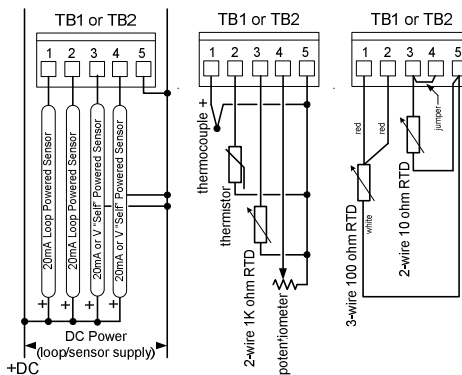 TB1 or TB2
1 2 3 4 5
20mA Loop Powered Sensor
20mA Loop Powered Sensor
20mA or V "Self" Powered Sensor
20mA or V "Self" Powered Sensor
+ + + +
DC Power
(loop/sensor supply)
+DC
TB1 or TB2
1 2 3 4 5
thermocouple +
thermistor
2-wire 1K ohm RTD
potentiometer
TB1 or TB2
1 2 3 4 5
red
red
jumper
white
3-wire 100 ohm RTD
2-wire 10 ohm RTD